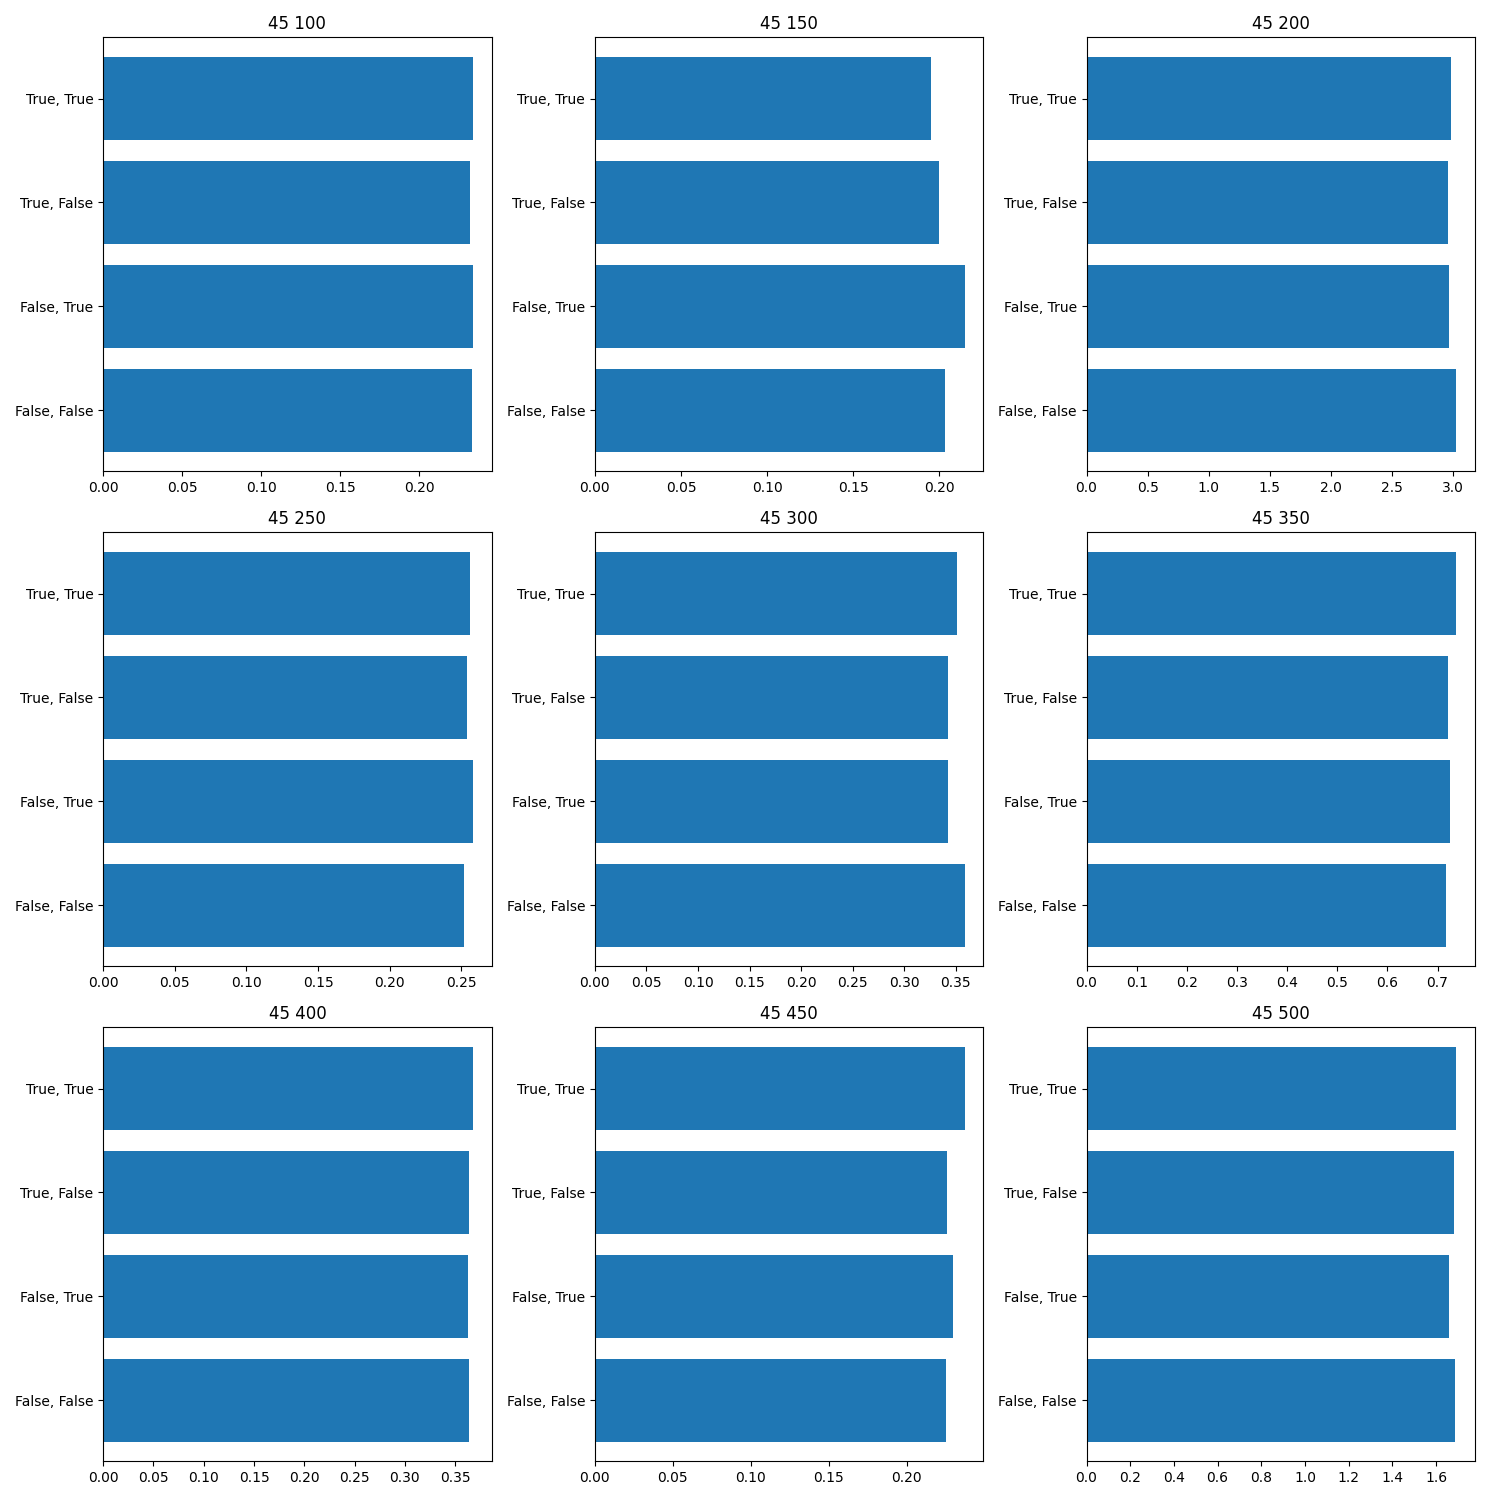 45 100
45 150
45 200
True, True
True, False
False, True
False, False
0.00 0.05 0.10 0.15 0.20
True, True
True, False
False, True
False, False
0.00 0.05 0.10 0.15 0.20
True, True
True, False
False, True
False, False
0.0 0.5 1.0 1.5 2.0 2.5 3.0
45 250
45 300
45 350
True, True
True, False
False, True
False, False
0.00 0.05 0.10 0.15 0.20 0.25
True, True
True, False
False, True
False, False
0.00 0.05 0.10 0.15 0.20 0.25 0.30 0.35
True, True
True, False
False, True
False, False
0.0 0.1 0.2 0.3 0.4 0.5 0.6 0.7
45 400
45 450
45 500
True, True
True, False
False, True
False, False
0.00 0.05 0.10 0.15 0.20 0.25 0.30 0.35
True, True
True, False
False, True
False, False
0.00 0.05 0.10 0.15 0.20
True, True
True, False
False, True
False, False
0.0 0.2 0.4 0.6 0.8 1.0 1.2 1.4 1.6